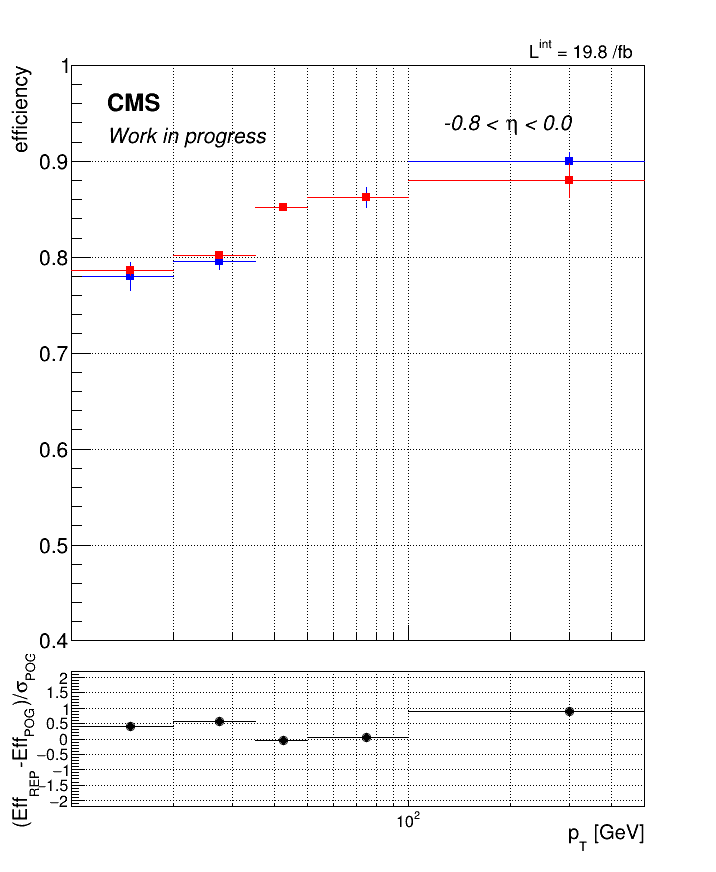 L^int = 19.8 /fb
efficiency
CMS
Work in progress
-0.8 < η < 0.0
1
0.9
0.8
0.7
0.6
0.5
0.4
(Eff_REP -Eff_POG)/σ_POG
2
1.5
1
0.5
0
−0.5
−1
−1.5
−2
10^2
p_T [GeV]